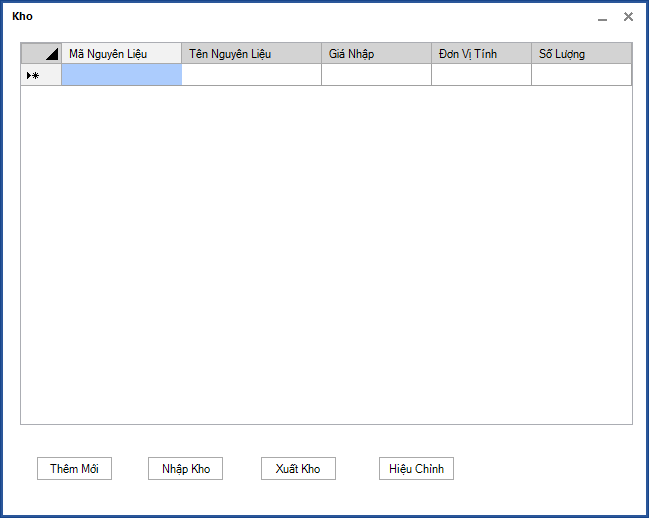 Kho
Mã Nguyên Liệu Tên Nguyên Liệu Giá Nhập Đơn Vị Tính Số Lượng
Thêm Mới Nhập Kho Xuất Kho Hiệu Chỉnh